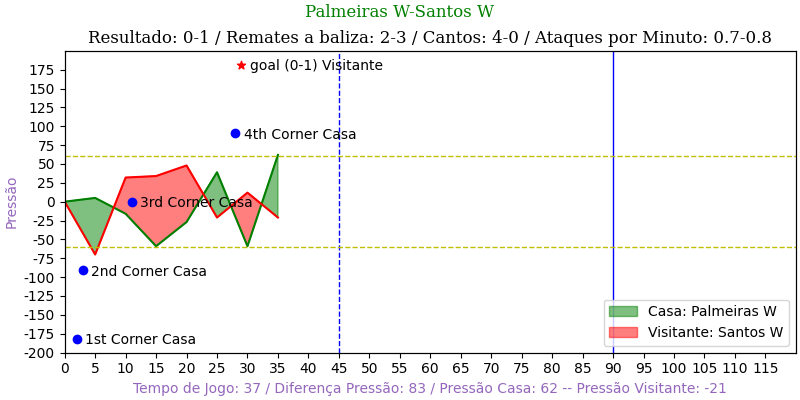 Palmeiras W-Santos W
Resultado: 0-1 / Remates a baliza: 2-3 / Cantos: 4-0 / Ataques por Minuto: 0.7-0.8
Pressão
175
150
125
100
75
50
25
0
-25
-50
-75
-100
-125
-150
-175
-200
goal (0-1) Visitante
4th Corner Casa
3rd Corner Casa
2nd Corner Casa
1st Corner Casa
Casa: Palmeiras W
Visitante: Santos W
0 5 10 15 20 25 30 35 40 45 50 55 60 65 70 75 80 85 90 95 100 105 110 115
Tempo de Jogo: 37 / Diferença Pressão: 83 / Pressão Casa: 62 -- Pressão Visitante: -21